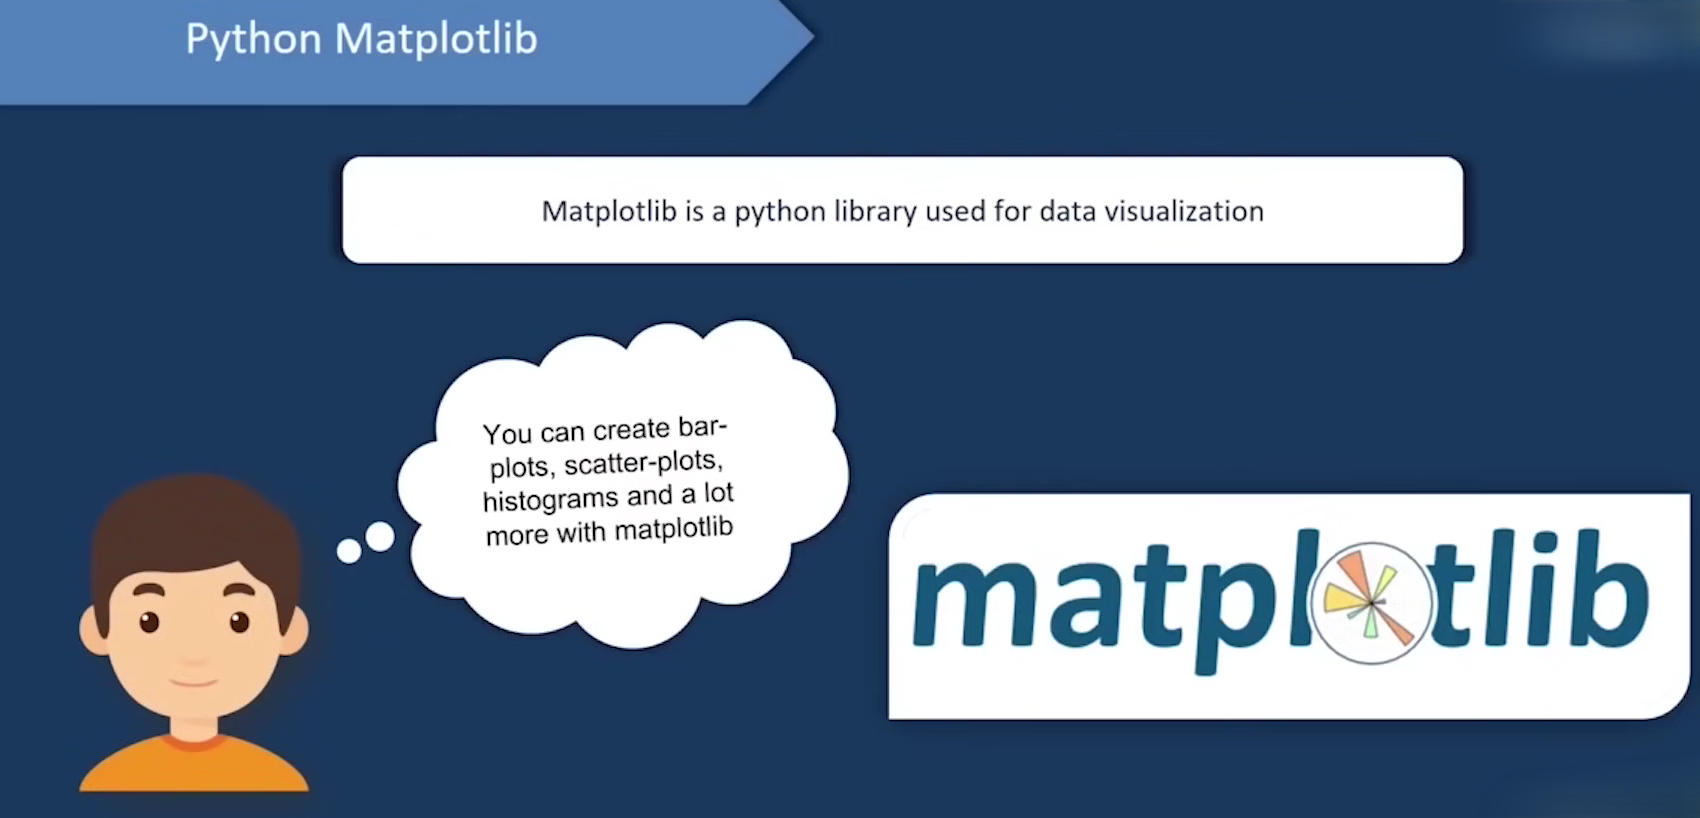 Python Matplotlib
Matplotlib is a python library used for data visualization
You can create bar-
plots, scatter-plots,
histograms and a lot
more with matplotlib
matplotlib